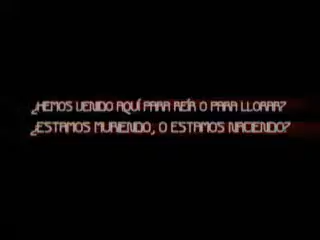 ¿HEMOS VENIDO AQUÍ PARA REÍR O PARA LLORAR?
¿ESTAMOS MURIENDO, O ESTAMOS NACIENDO?